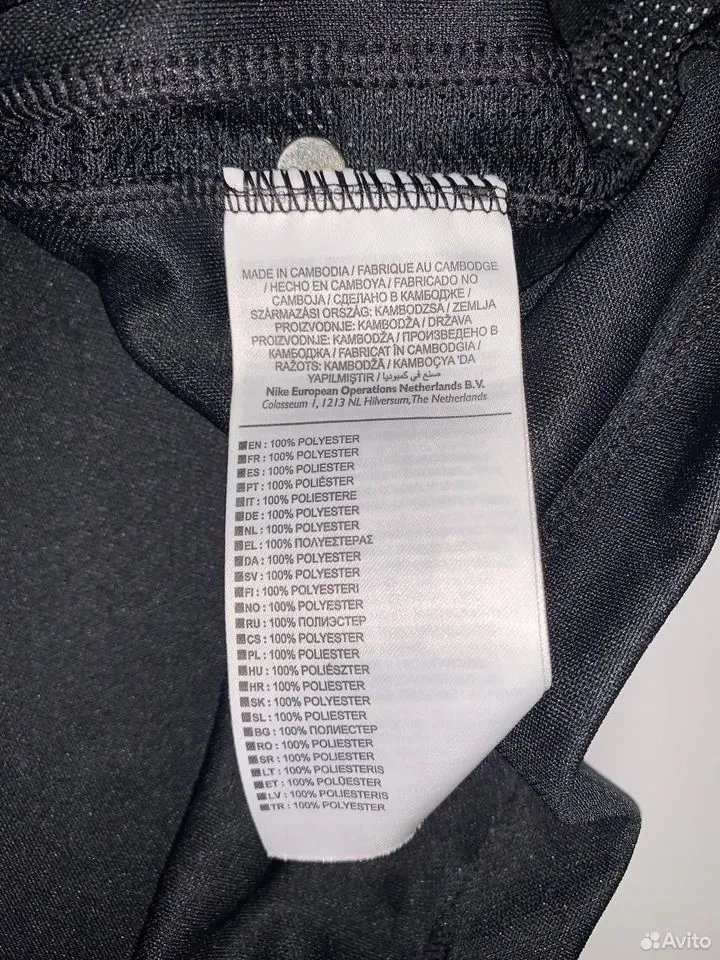 MADE IN CAMBODIA / FABRIQUE AU CAMBODGE
/ HECHO EN CAMBOYA / FABRICADO NO
CAMBOJA / СДЕЛАНО В КАМБОДЖЕ /
SZÁRMAZÁSI ORSZÁG: KAMBODZSA / ZEMLJA
PROIZVODNJE: KAMBODŽA / DRŽAVA
PROIZVODNJE: KAMBODŽA / ПРОИЗВЕДЕНО В
КАМБОДЖА / FABRICAT ÎN CAMBODGIA /
RAŽOTS: KAMBODŽĀ / KAMBOÇYA 'DA
YAPILMIŞTIR / صنع في كمبوديا
Nike European Operations Netherlands B.V.
Colosseum 1, 1213 NL Hilversum, The Netherlands
EN : 100% POLYESTER
FR : 100% POLYESTER
ES : 100% POLIÉSTER
PT : 100% POLIÉSTER
IT : 100% POLIESTERE
DE : 100% POLYESTER
NL : 100% POLYESTER
EL : 100% ΠΟΛΥΕΣΤΕΡΑΣ
DA : 100% POLYESTER
SV : 100% POLYESTER
FI : 100% POLYESTERI
NO : 100% POLYESTER
RU : 100% ПОЛИЭСТЕР
CS : 100% POLYESTER
PL : 100% POLIESTER
HU : 100% POLIÉSZTER
HR : 100% POLIESTER
SK : 100% POLYESTER
SL : 100% POLIESTER
BG : 100% ПОЛИЕСТЕР
RO : 100% POLIESTER
SR : 100% POLIESTER
LT : 100% POLIESTERIS
ET : 100% POLÜESTER
LV : 100% POLIESTERIS
TR : 100% POLYESTER
Avito